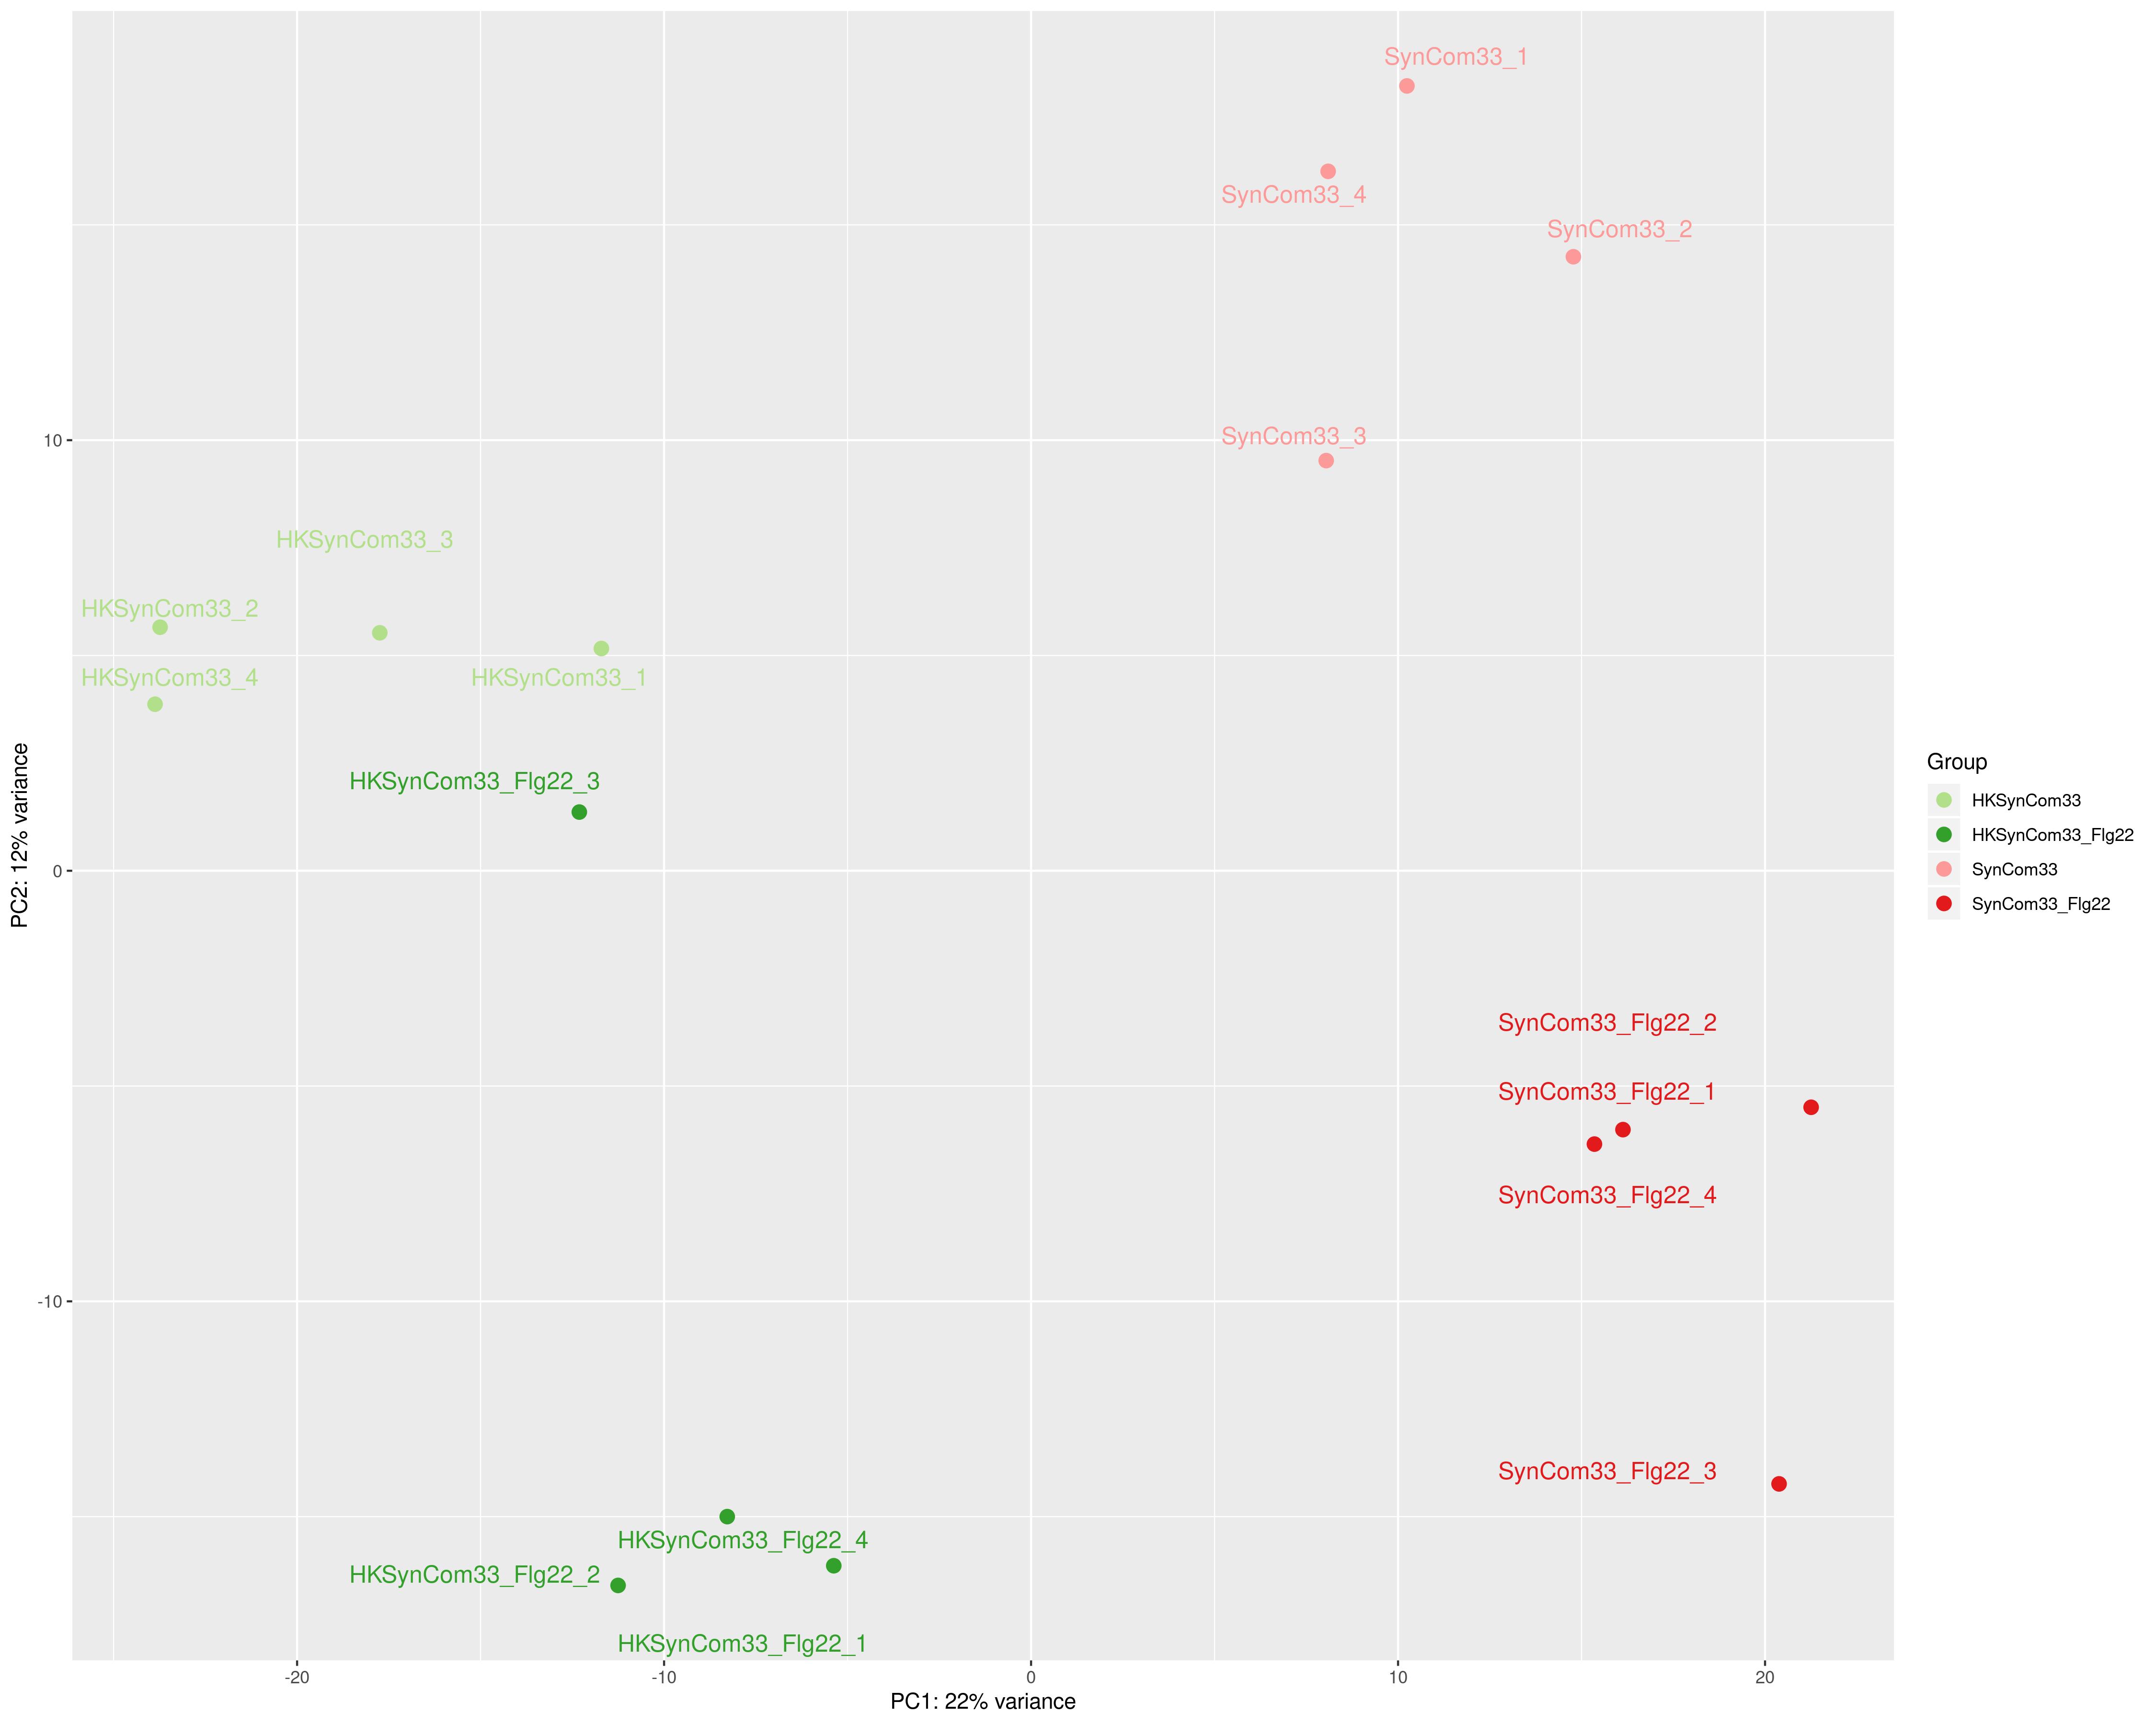 SynCom33_1
SynCom33_4
SynCom33_2
SynCom33_3
10
HKSynCom33_3
HKSynCom33_2
HKSynCom33_4
HKSynCom33_1
HKSynCom33_Flg22_3
0
SynCom33_Flg22_2
SynCom33_Flg22_1
SynCom33_Flg22_4
-10
SynCom33_Flg22_3
HKSynCom33_Flg22_4
HKSynCom33_Flg22_2
HKSynCom33_Flg22_1
-20
-10
0
10
20
PC1: 22% variance
PC2: 12% variance
Group
HKSynCom33
HKSynCom33_Flg22
SynCom33
SynCom33_Flg22